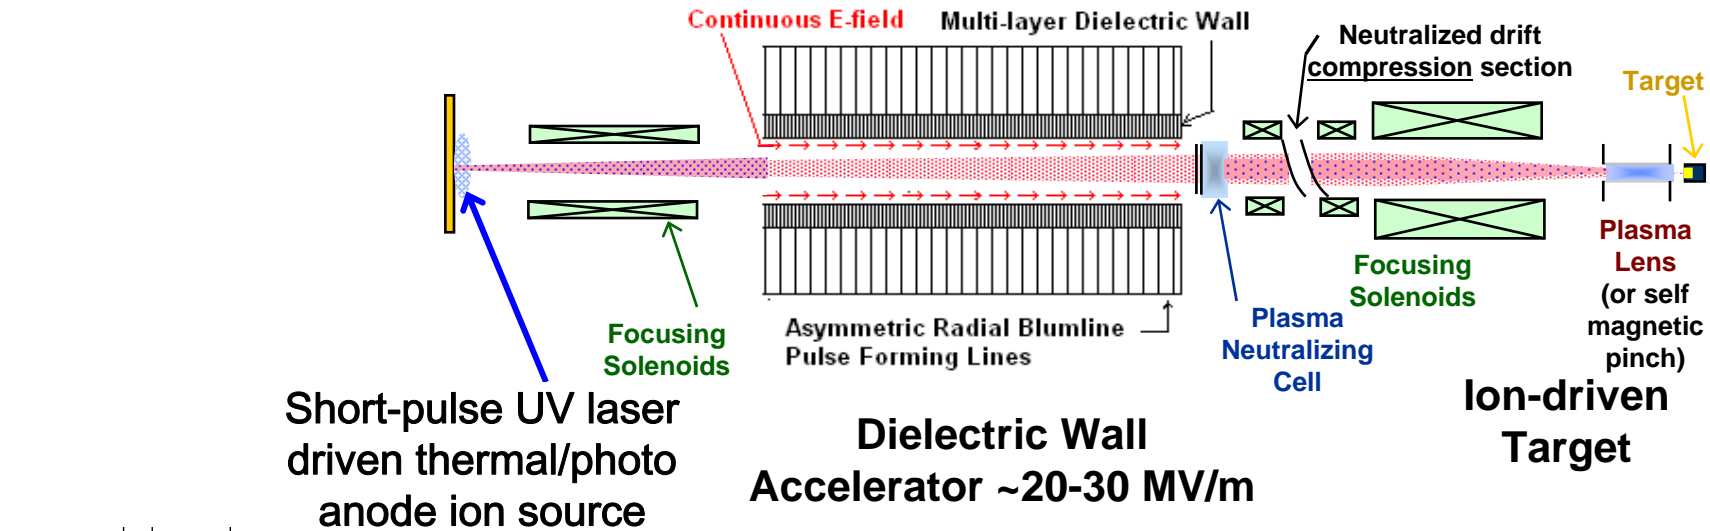 Continuous E-field
Multi-layer Dielectric Wall
Neutralized drift
compression section
Target
Focusing
Solenoids
Asymmetric Radial Blumline
Pulse Forming Lines
Plasma
Neutralizing
Cell
Focusing
Solenoids
Plasma
Lens
(or self
magnetic
pinch)
Short-pulse UV laser
driven thermal/photo
anode ion source
Dielectric Wall
Accelerator ~20-30 MV/m
Ion-driven
Target